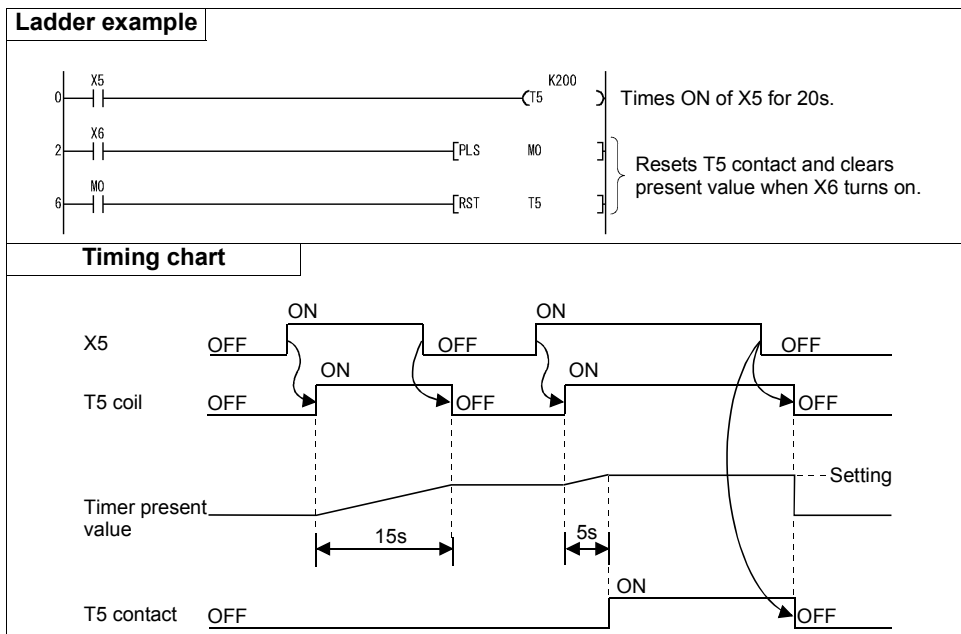 Ladder example
X5 K200
0 (T5 ) Times ON of X5 for 20s.
X6
2 [PLS M0 ]
Resets T5 contact and clears
present value when X6 turns on.
M0
6 [RST T5 ]
Timing chart
ON ON
X5 OFF OFF OFF
ON ON
T5 coil OFF OFF OFF
Setting
Timer present
value
15s 5s
ON
T5 contact OFF OFF